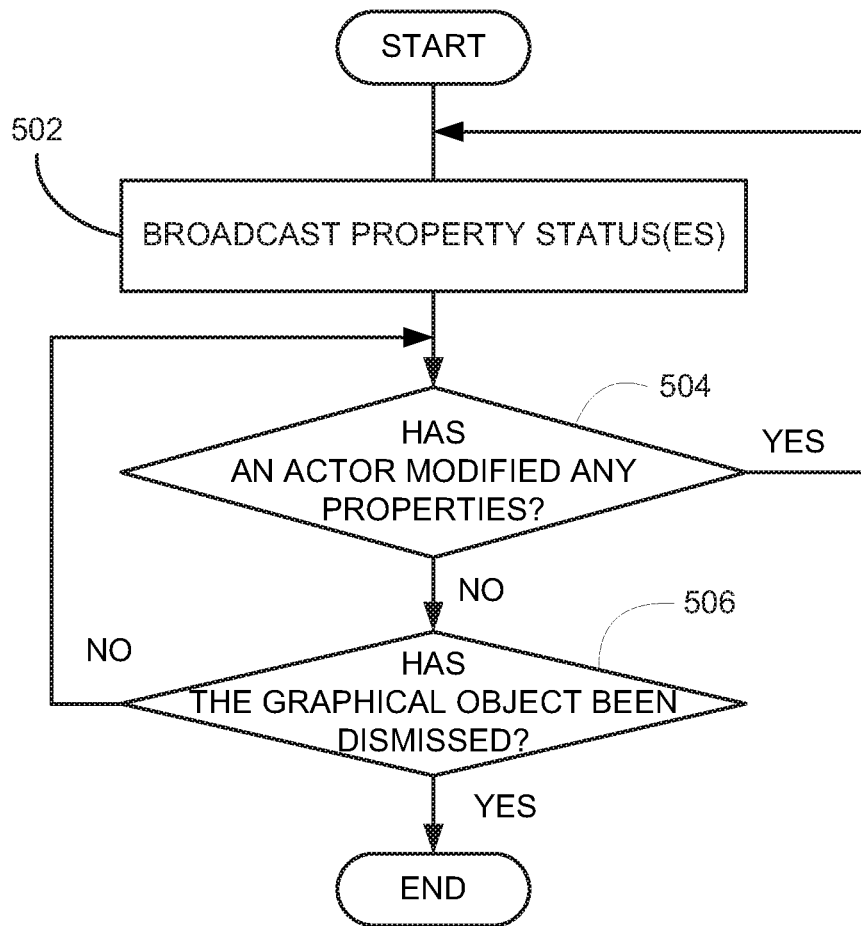 START
502
BROADCAST PROPERTY STATUS(ES)
504
HAS
AN ACTOR MODIFIED ANY
PROPERTIES?
YES
NO
506
NO
HAS
THE GRAPHICAL OBJECT BEEN
DISMISSED?
YES
END